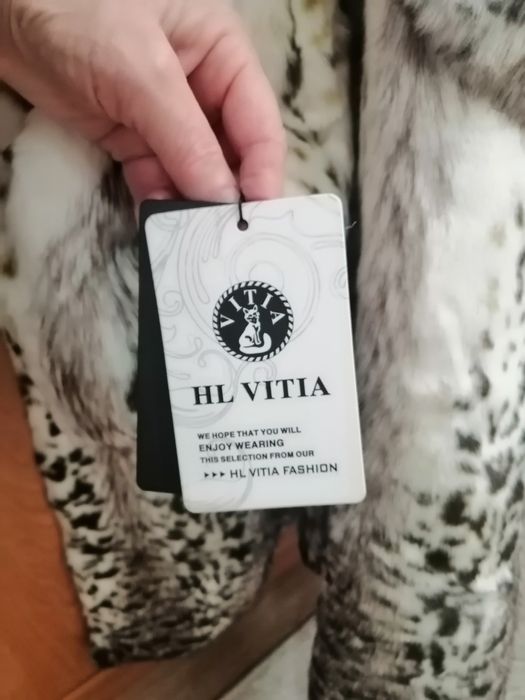 VITIA
HL VITIA
WE HOPE THAT YOU WILL
ENJOY WEARING
THIS SELECTION FROM OUR
▸▸▸ HL VITIA FASHION